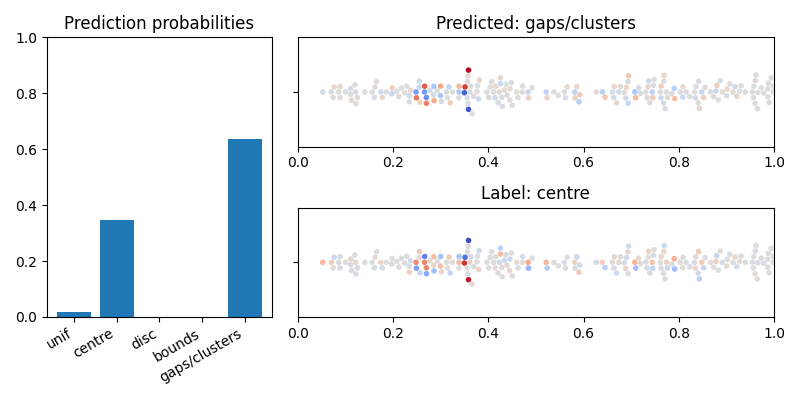 Prediction probabilities
1.0
0.8
0.6
0.4
0.2
0.0
unif
centre
disc
bounds
gaps/clusters
Predicted: gaps/clusters
0.0 0.2 0.4 0.6 0.8 1.0
Label: centre
0.0 0.2 0.4 0.6 0.8 1.0